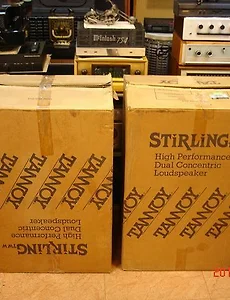 McIntosh 754
TANNOY
TANNOY
TANNOY
TANNOY
STiRLiNG TWW
High Performance
Dual Concentric
Loudspeaker
STiRLiNG
High Performance
Dual Concentric
Loudspeaker
TANNOY
TANNOY
TANNOY
TANNOY